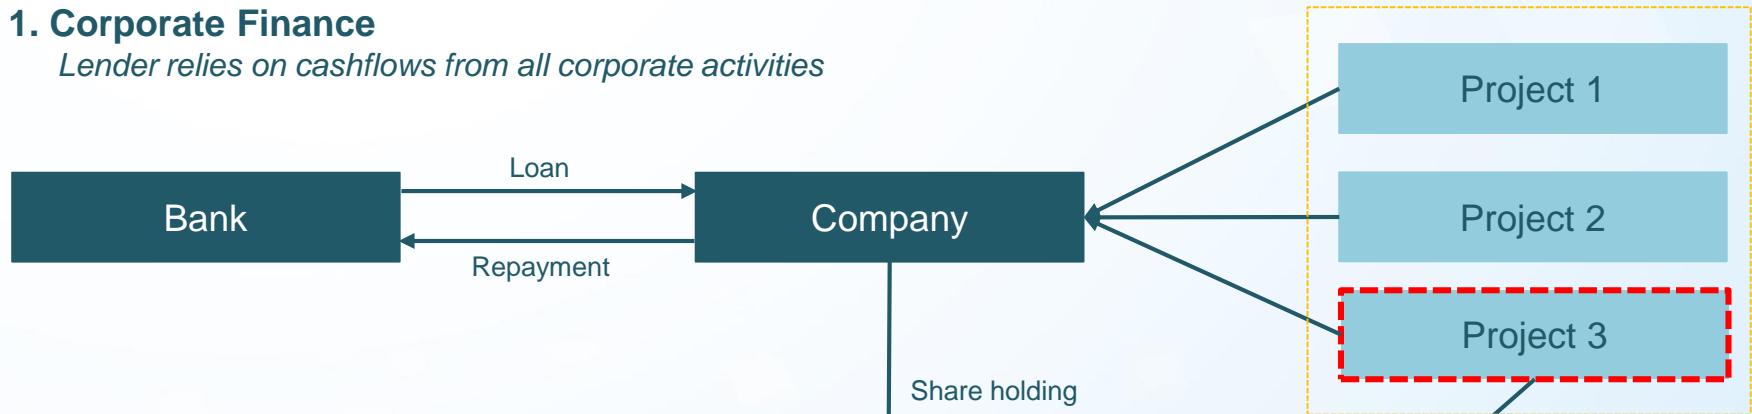 1. Corporate Finance
Lender relies on cashflows from all corporate activities
Project 1
Loan
Bank
Company
Project 2
Repayment
Project 3
Share holding